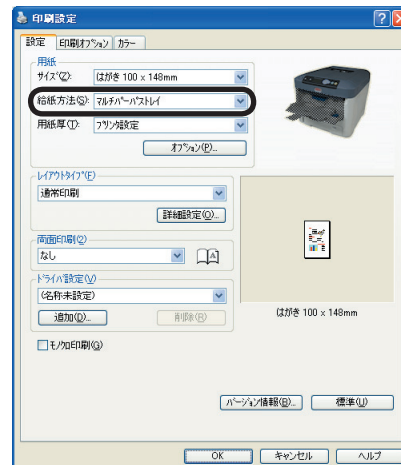 印刷設定
設定 印刷オプション カラー
用紙
サイズ(Z): はがき 100 x 148mm
給紙方法(S): マルチパーパストレイ
用紙厚(T): プリンタ設定
オプション(P)...
レイアウトタイプ(F)
通常印刷
詳細設定(O)...
両面印刷(2)
なし
A
ドライバ設定(V)
(名称未設定)
追加(D)... 削除(R)
はがき 100 x 148mm
モノクロ印刷(G)
バージョン情報(B)... 標準(U)
OK キャンセル ヘルプ